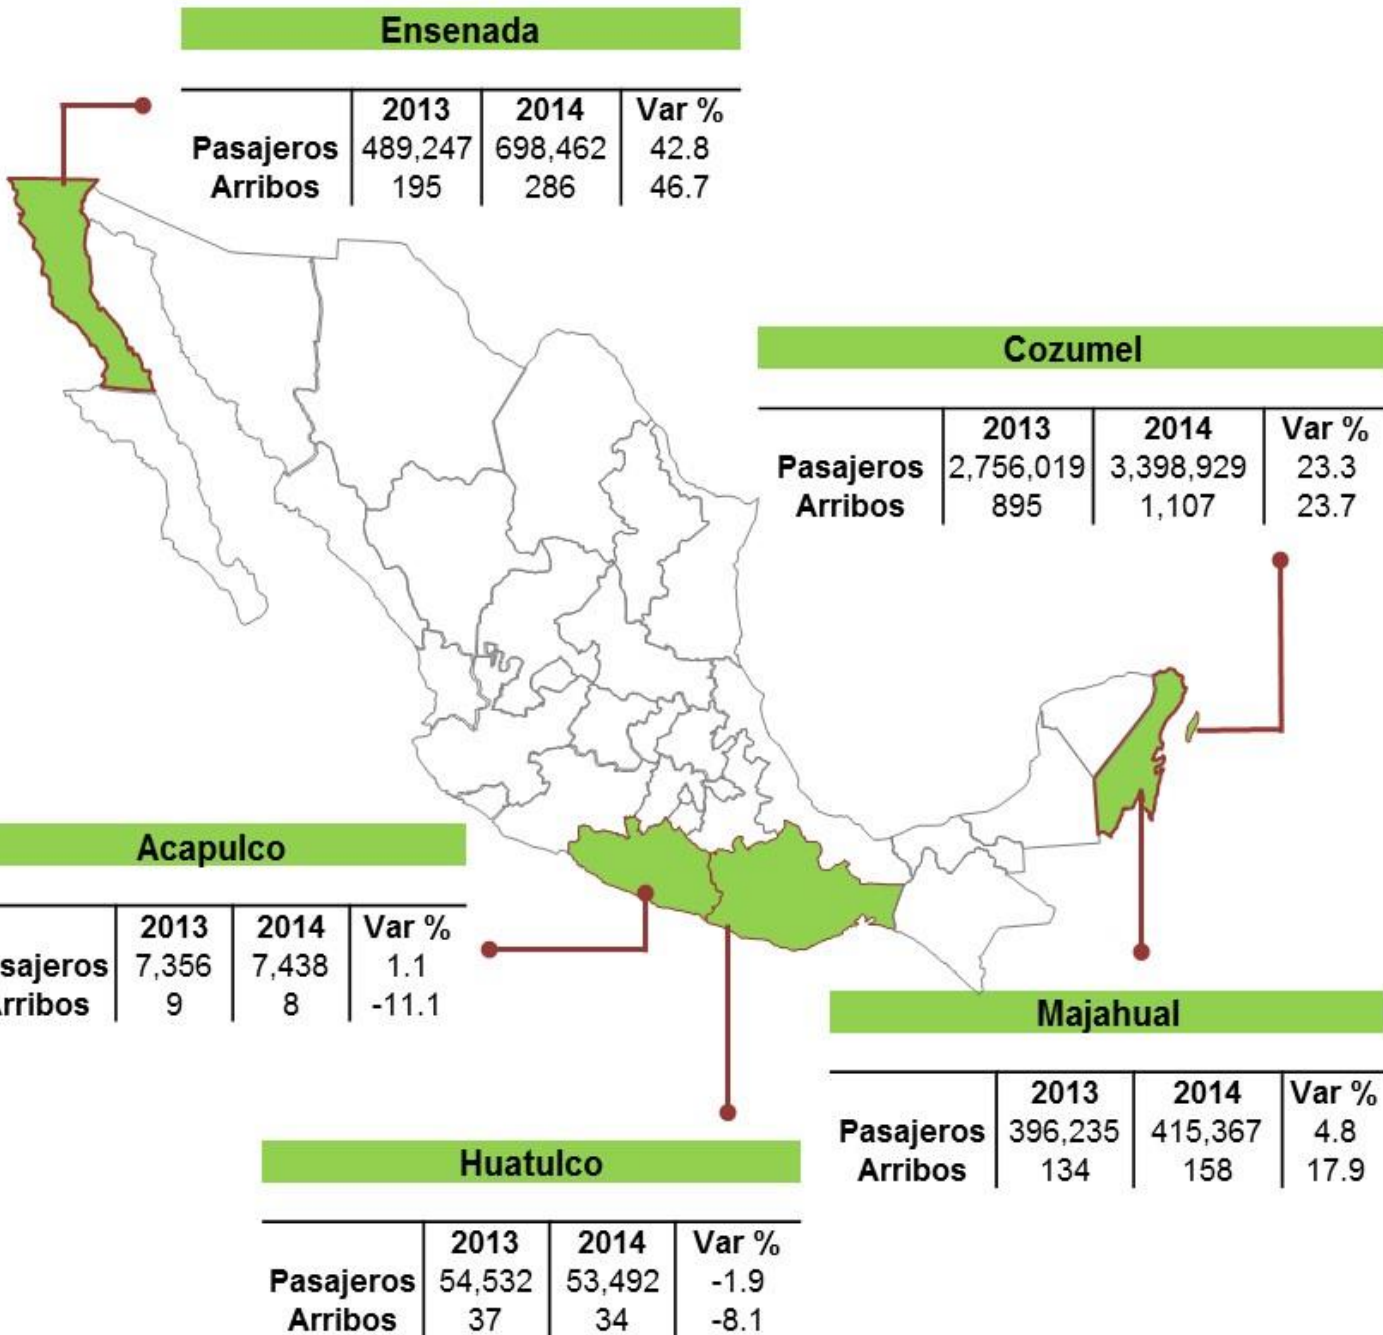 Ensenada
2013 2014 Var %
Pasajeros 489,247 698,462 42.8
Arribos 195 286 46.7
Cozumel
2013 2014 Var %
Pasajeros 2,756,019 3,398,929 23.3
Arribos 895 1,107 23.7
Acapulco
2013 2014 Var %
sajeros 7,356 7,438 1.1
rribos 9 8 -11.1
Majahual
2013 2014 Var %
Pasajeros 396,235 415,367 4.8
Arribos 134 158 17.9
Huatulco
2013 2014 Var %
Pasajeros 54,532 53,492 -1.9
Arribos 37 34 -8.1